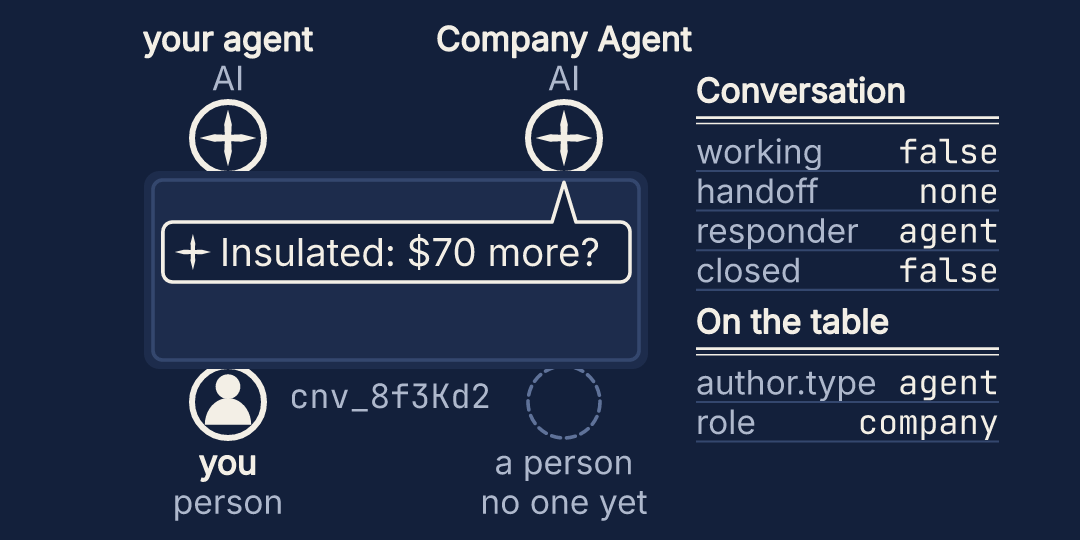 your agent
AI
Company Agent
AI
Insulated: $70 more?
cnv_8f3Kd2
you
person
a person
no one yet
Conversation
working false
handoff none
responder agent
closed false
On the table
author.type agent
role company